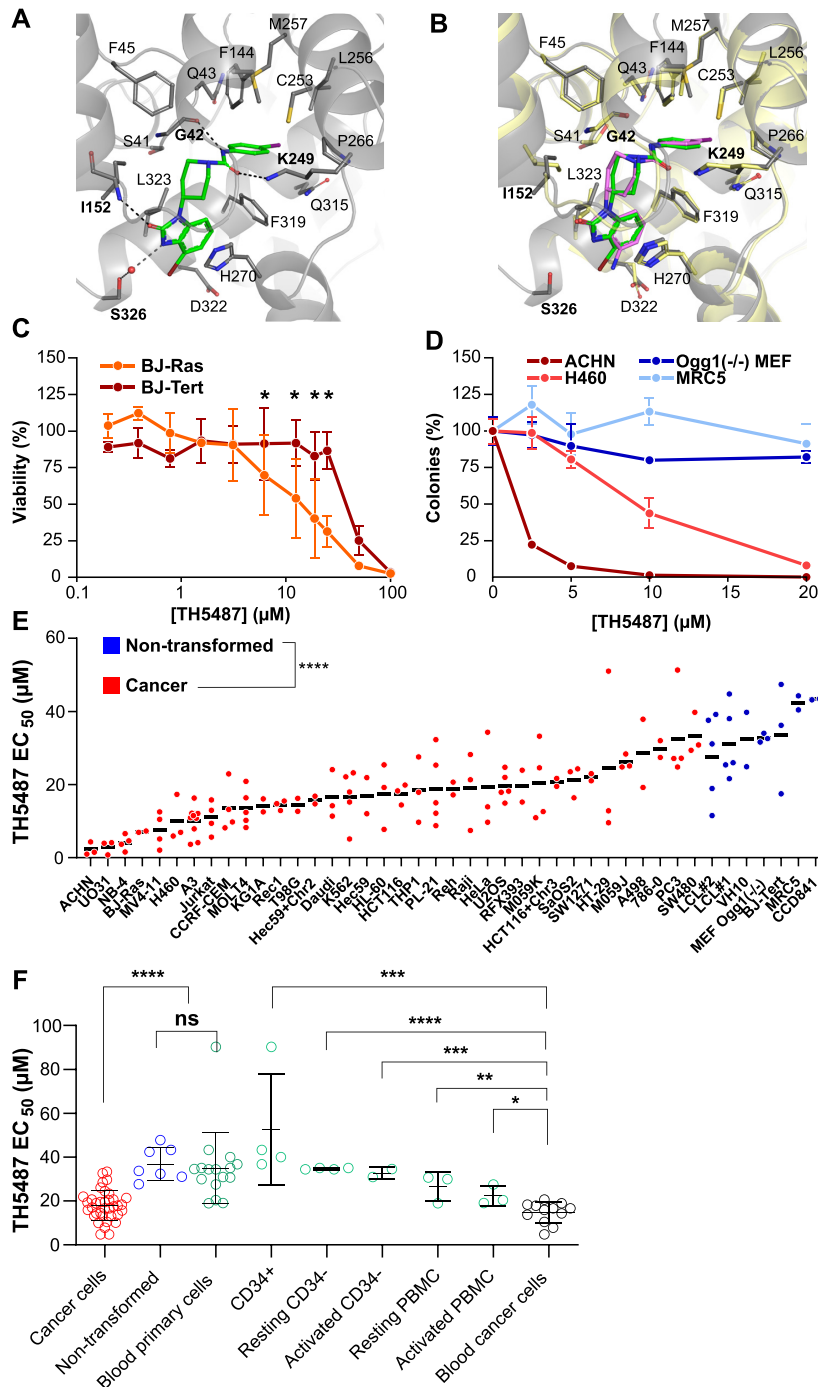 A
M257
F45
F144
L256
Q43
C253
S41
G42
P266
K249
L323
I152
Q315
F319
H270
D322
S326
B
M257
F45
F144
L256
Q43
C253
S41
G42
P266
K249
L323
I152
Q315
F319
H270
D322
S326
C
Viability (%)
150
125
100
75
50
25
0
BJ-Ras
BJ-Tert
* * * *
0.1 1 10 100
[TH5487] (µM)
D
Colonies (%)
150
125
100
75
50
25
0
ACHN
H460
Ogg1(-/-) MEF
MRC5
0 5 10 15 20
[TH5487] (µM)
E
TH5487 EC50 (µM)
60
40
20
0
Non-transformed
Cancer
****
ACHN
UO31
NB-4
BJ-Ras
MV4-11
H460
A3
Jurkat
CCRF-CEM
MOLT4
KG1A
Rec1
T98G
Hec59+Chr2
Daudi
K562
Hec59
HL-60
HCT116
THP1
PL-21
Reh
Raji
HeLa
U2OS
RFX393
M059K
HCT116+Chr3
SaOS2
SW1271
HT-29
M059J
A498
786-0
PC3
SW480
LCL#2
LCL#1
VH10
MEF Ogg1(-/-)
BJ-Tert
MRC5
CCD841
F
TH5487 EC50 (µM)
100
80
60
40
20
0
****
ns
***
****
***
**
*
Cancer cells
Non-transformed
Blood primary cells
CD34+
Resting CD34-
Activated CD34-
Resting PBMC
Activated PBMC
Blood cancer cells